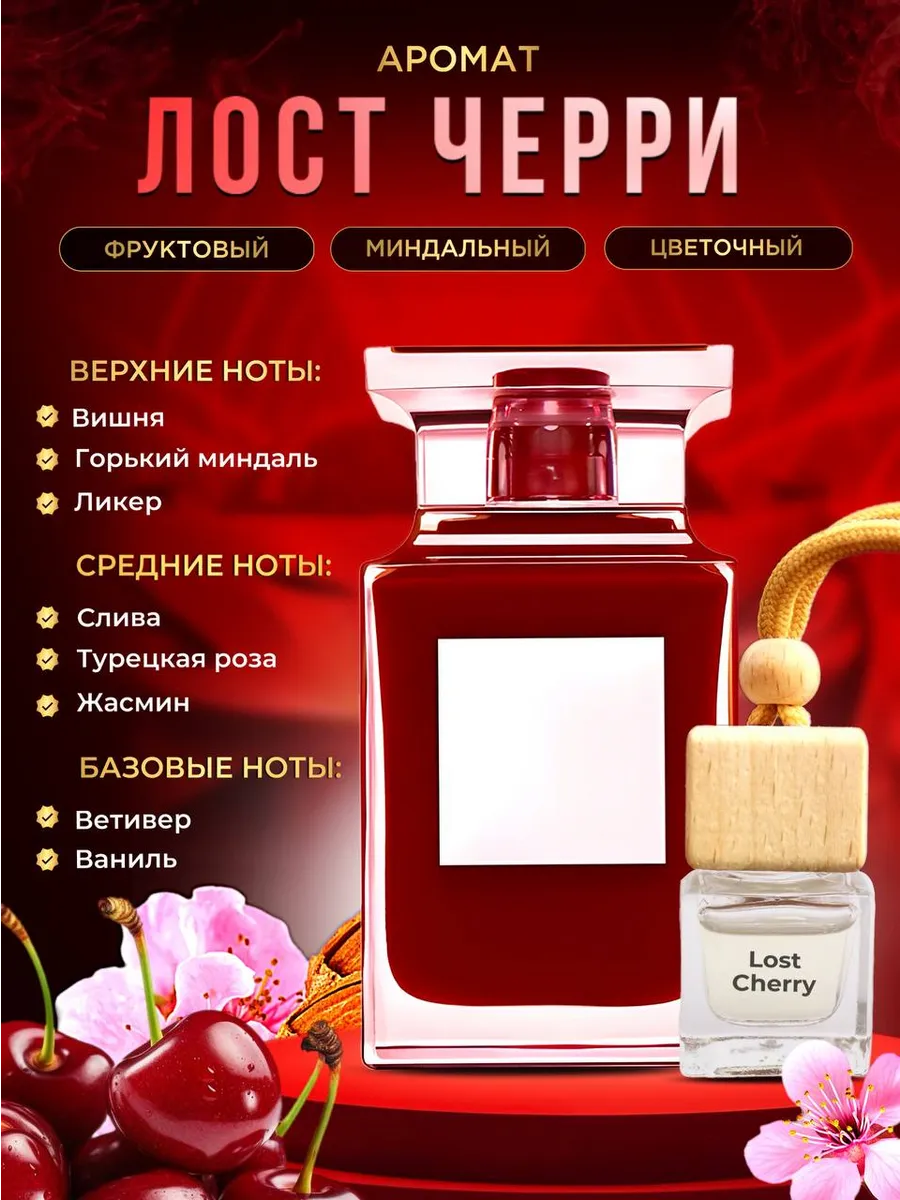 АРОМАТ
ЛОСТ ЧЕРРИ
ФРУКТОВЫЙ
МИНДАЛЬНЫЙ
ЦВЕТОЧНЫЙ
ВЕРХНИЕ НОТЫ:
Вишня
Горький миндаль
Ликер
СРЕДНИЕ НОТЫ:
Слива
Турецкая роза
Жасмин
БАЗОВЫЕ НОТЫ:
Ветивер
Ваниль
Lost
Cherry